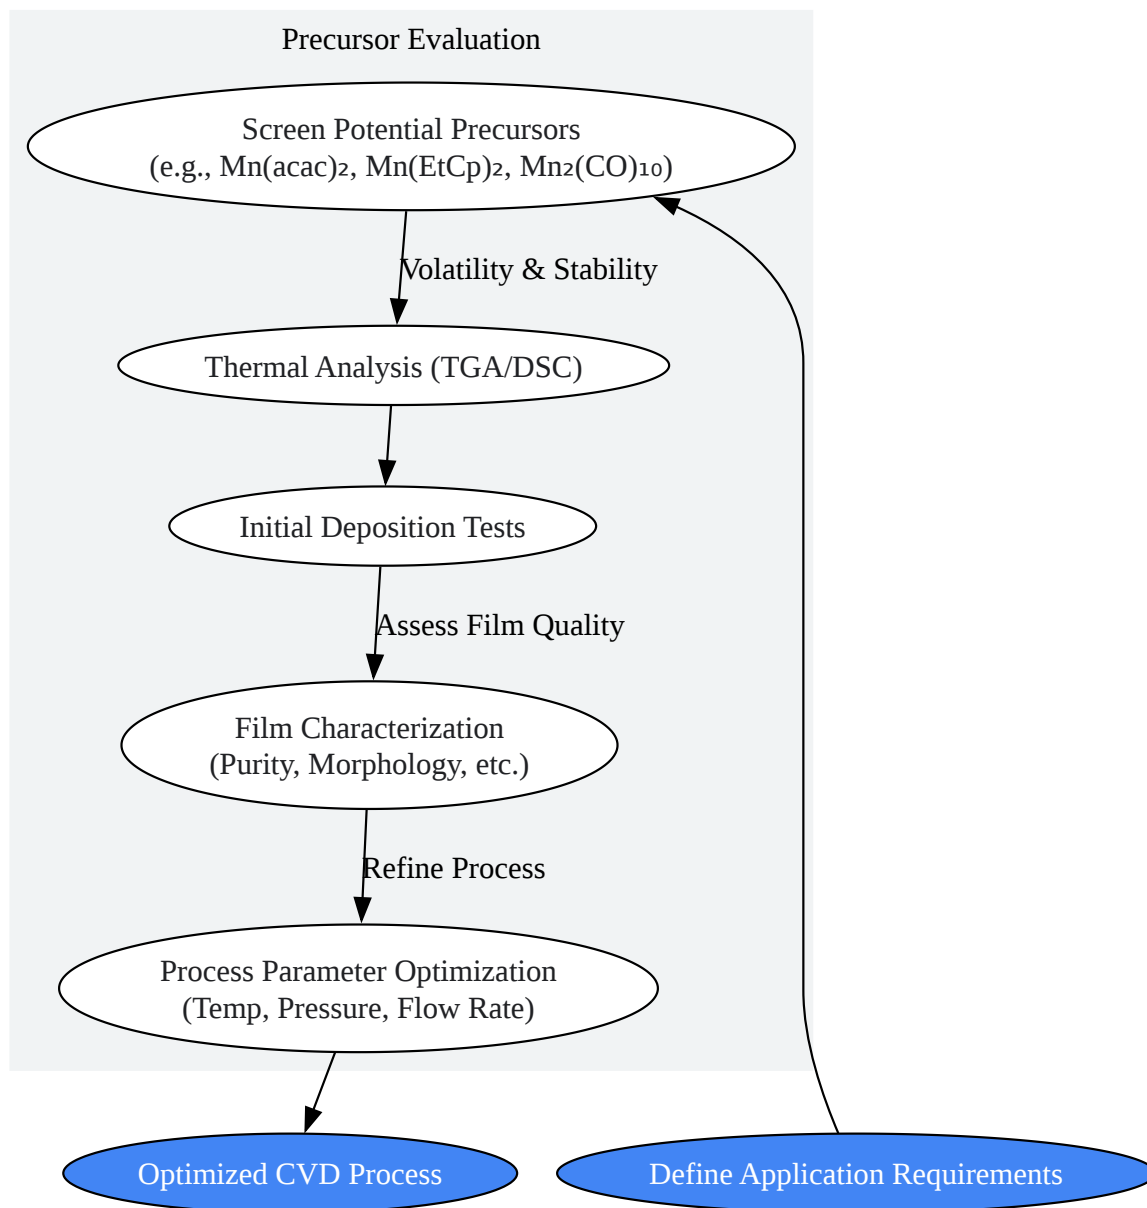 Precursor Evaluation
Screen Potential Precursors
(e.g., Mn(acac)₂, Mn(EtCp)₂, Mn₂(CO)₁₀)
Volatility & Stability
Thermal Analysis (TGA/DSC)
Initial Deposition Tests
Assess Film Quality
Film Characterization
(Purity, Morphology, etc.)
Refine Process
Process Parameter Optimization
(Temp, Pressure, Flow Rate)
Optimized CVD Process
Define Application Requirements